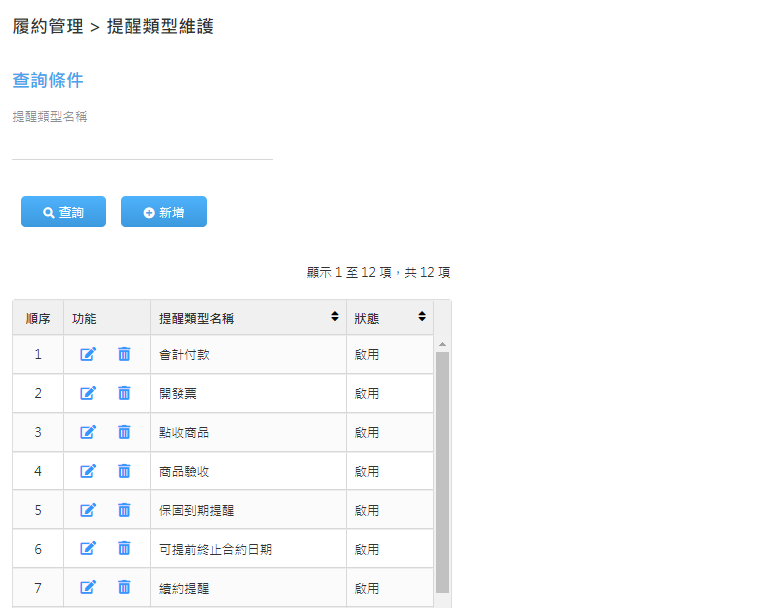 履約管理 > 提醒類型維護
查詢條件
提醒類型名稱
查詢 新增
顯示 1 至 12 項，共 12 項
順序 功能 提醒類型名稱 狀態
1 會計付款 啟用
2 開發票 啟用
3 點收商品 啟用
4 商品驗收 啟用
5 保固到期提醒 啟用
6 可提前終止合約日期 啟用
7 續約提醒 啟用